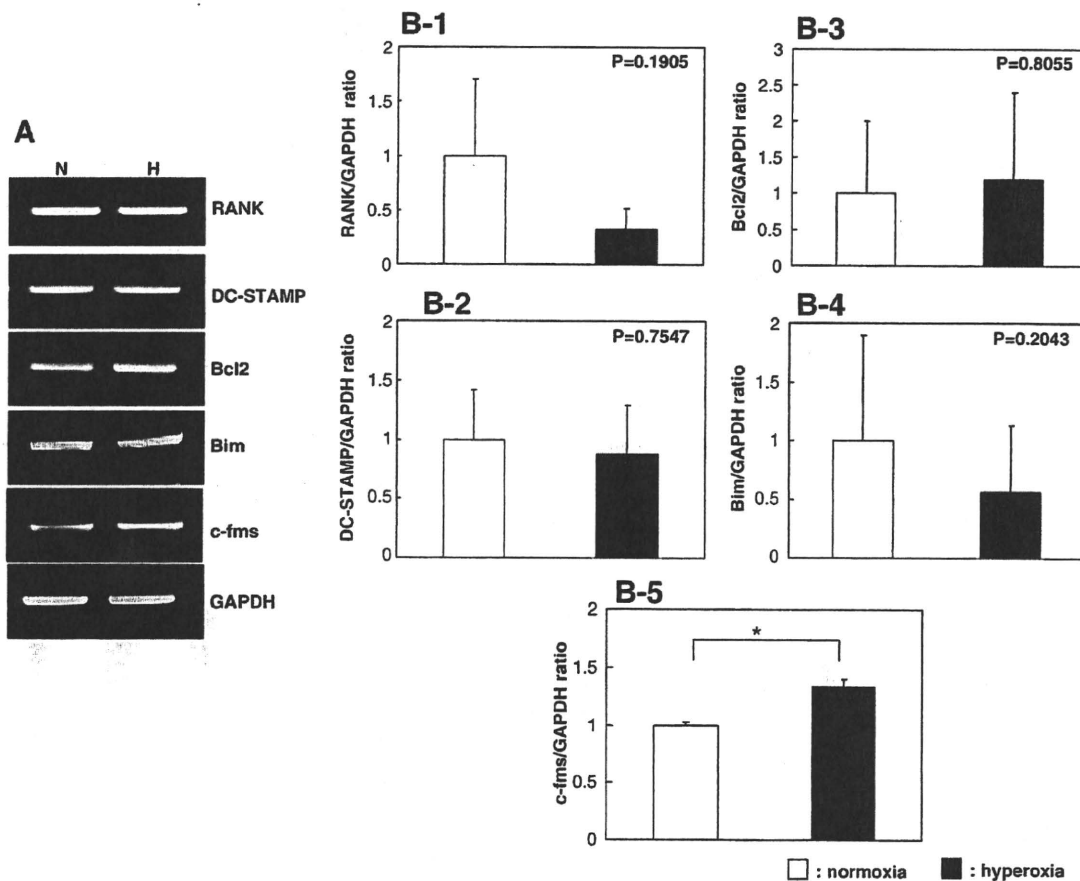 A
N H
RANK
DC-STAMP
Bcl2
Bim
c-fms
GAPDH
B-1
P=0.1905
RANK/GAPDH ratio
2
1.5
1
0.5
0
B-3
P=0.8055
Bcl2/GAPDH ratio
3
2.5
2
1.5
1
0.5
0
B-2
P=0.7547
DC-STAMP/GAPDH ratio
2
1.5
1
0.5
0
B-4
P=0.2043
Bim/GAPDH ratio
2
1.5
1
0.5
0
B-5
*
c-fms/GAPDH ratio
2
1.5
1
0.5
0
: normoxia : hyperoxia